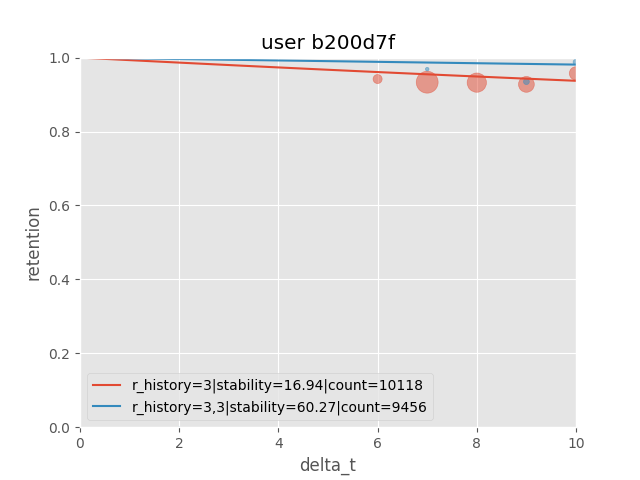 user b200d7f
1.0
0.8
0.6
0.4
0.2
0.0
retention
r_history=3|stability=16.94|count=10118
r_history=3,3|stability=60.27|count=9456
0 2 4 6 8 10
delta_t